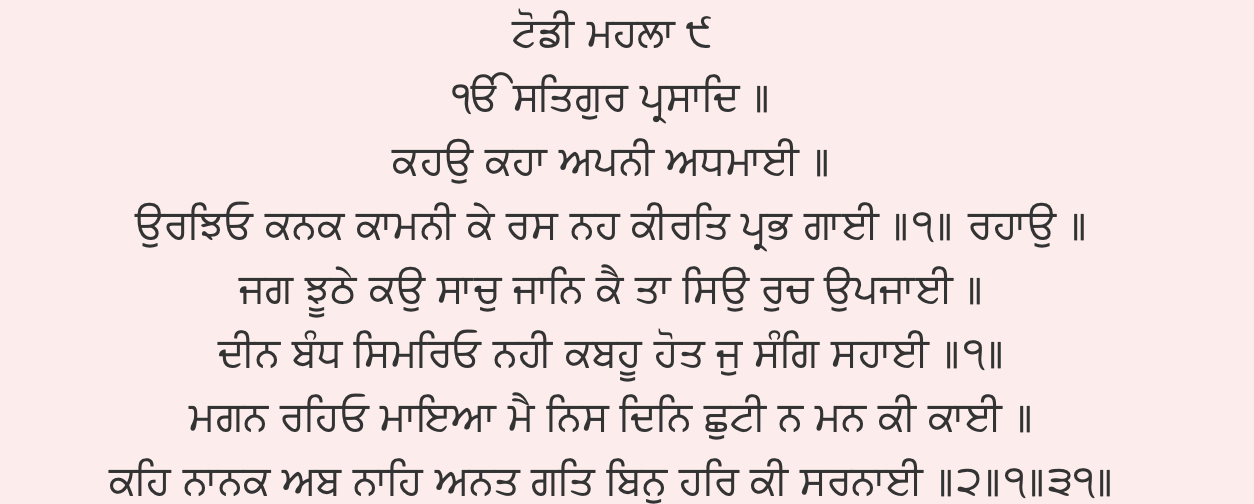 ਟੋਡੀ ਮਹਲਾ ੯
ੴ ਸਤਿਗੁਰ ਪ੍ਰਸਾਦਿ ॥
ਕਹਉ ਕਹਾ ਅਪਨੀ ਅਧਮਾਈ ॥
ਉਰਝਿਓ ਕਨਕ ਕਾਮਨੀ ਕੇ ਰਸ ਨਹ ਕੀਰਤਿ ਪ੍ਰਭ ਗਾਈ ॥੧॥ ਰਹਾਉ ॥
ਜਗ ਝੂਠੇ ਕਉ ਸਾਚੁ ਜਾਨਿ ਕੈ ਤਾ ਸਿਉ ਰੁਚ ਉਪਜਾਈ ॥
ਦੀਨ ਬੰਧ ਸਿਮਰਿਓ ਨਹੀ ਕਬਹੂ ਹੋਤ ਜੁ ਸੰਗਿ ਸਹਾਈ ॥੧॥
ਮਗਨ ਰਹਿਓ ਮਾਇਆ ਮੈ ਨਿਸ ਦਿਨਿ ਛੁਟੀ ਨ ਮਨ ਕੀ ਕਾਈ ॥
ਕਹਿ ਨਾਨਕ ਅਬ ਨਾਹਿ ਅਨਤ ਗਤਿ ਬਿਨੁ ਹਰਿ ਕੀ ਸਰਨਾਈ ॥੨॥੧॥੩੧॥